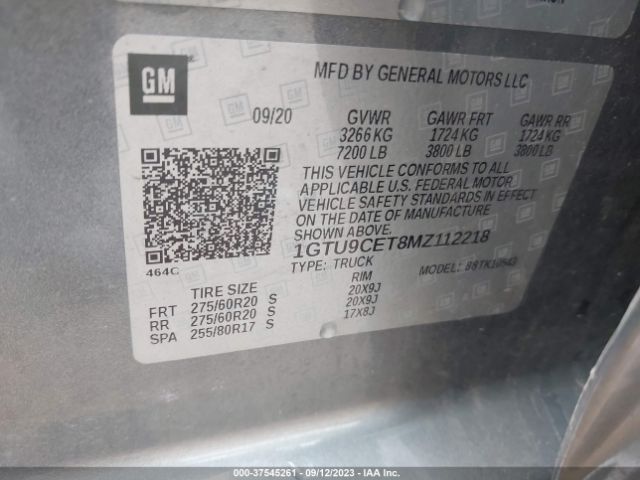 GM
MFD BY GENERAL MOTORS LLC
09/20 GVWR GAWR FRT GAWR RR
3266 KG 1724 KG 1724 KG
7200 LB 3800 LB 3800 LB
THIS VEHICLE CONFORMS TO ALL
APPLICABLE U.S. FEDERAL MOTOR
VEHICLE SAFETY STANDARDS IN EFFECT
ON THE DATE OF MANUFACTURE
SHOWN ABOVE.
1GTU9CET8MZ112218
464C TYPE: TRUCK MODEL:
TIRE SIZE RIM
FRT 275/60R20 S 20X9J
RR 275/60R20 S 20X9J
SPA 255/80R17 S 17X8J
000-37545261 - 09/12/2023 - IAA Inc.